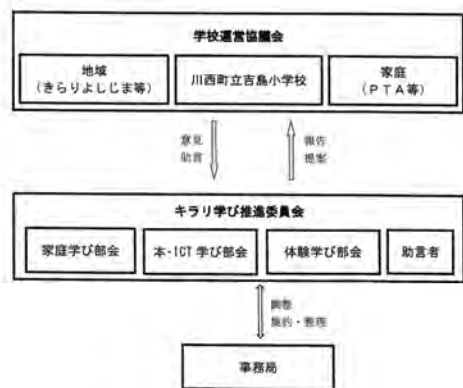 学校運営協議会
地域
(きらりよしじま等)
川西町立吉島小学校
家庭
(PTA等)
意見
助言
報告
提案
キラリ学び推進委員会
家庭学び部会
本・ICT 学び部会
体験学び部会
助言者
調整
集約・整理
事務局